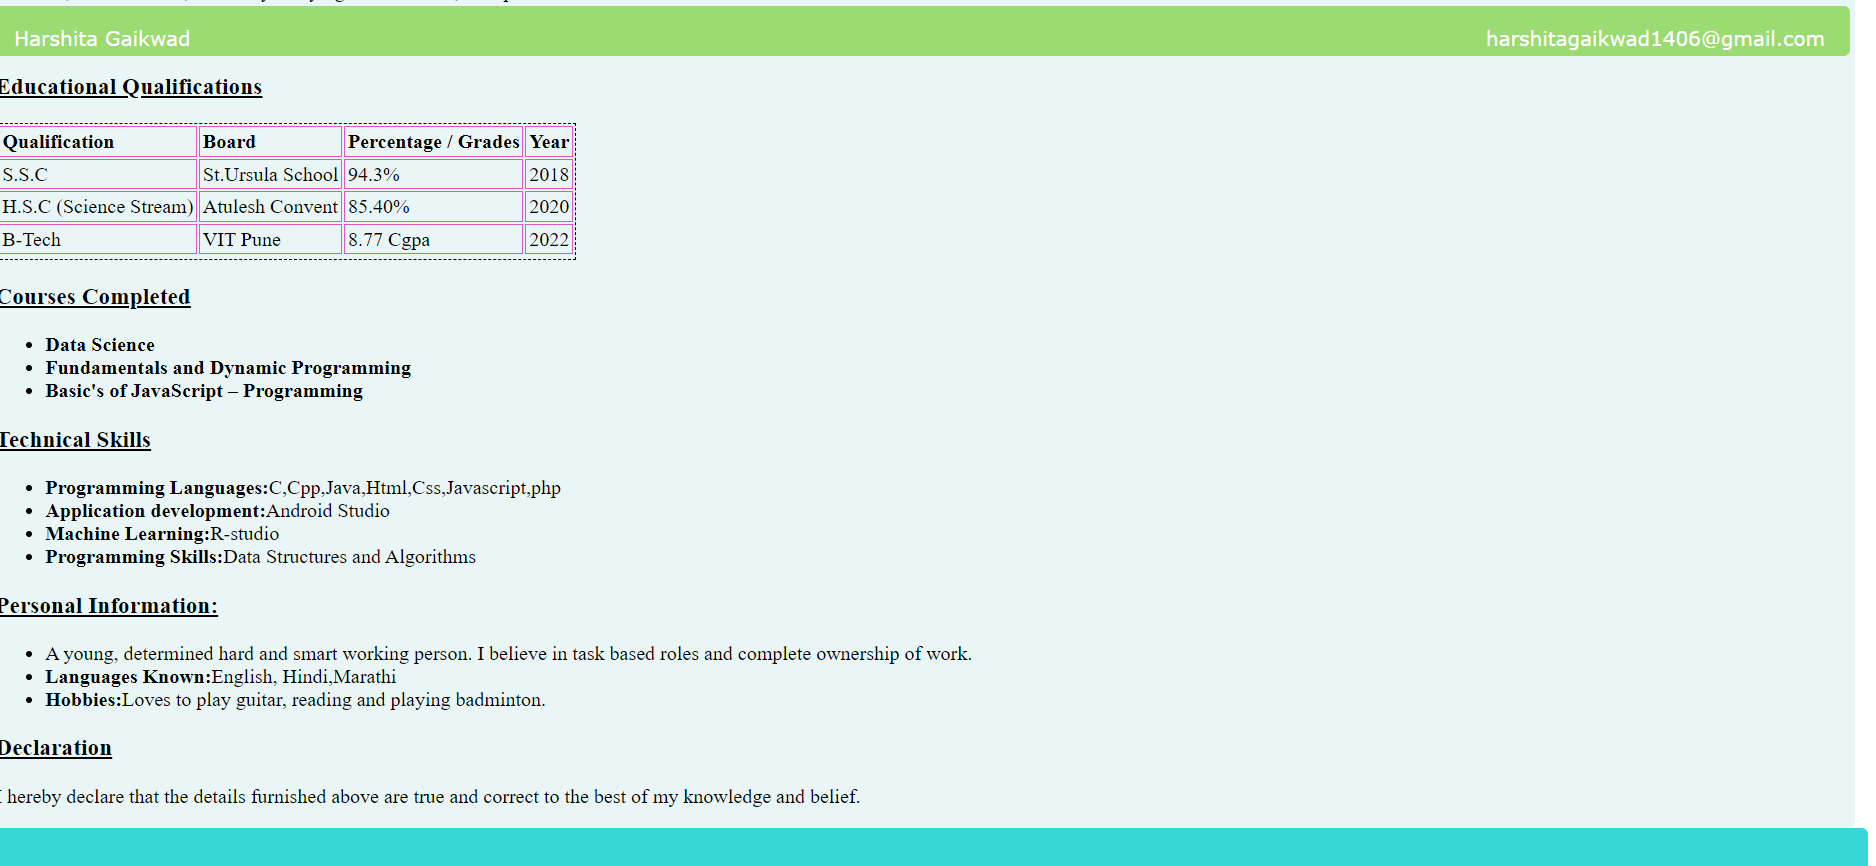 Harshita Gaikwad harshitagaikwad1406@gmail.com
Educational Qualifications
Qualification Board Percentage / Grades Year
S.S.C St.Ursula School 94.3% 2018
H.S.C (Science Stream) Atulesh Convent 85.40% 2020
B-Tech VIT Pune 8.77 Cgpa 2022
Courses Completed
• Data Science
• Fundamentals and Dynamic Programming
• Basic's of JavaScript – Programming
Technical Skills
• Programming Languages:C,Cpp,Java,Html,Css,Javascript,php
• Application development:Android Studio
• Machine Learning:R-studio
• Programming Skills:Data Structures and Algorithms
Personal Information:
• A young, determined hard and smart working person. I believe in task based roles and complete ownership of work.
• Languages Known:English, Hindi,Marathi
• Hobbies:Loves to play guitar, reading and playing badminton.
Declaration
I hereby declare that the details furnished above are true and correct to the best of my knowledge and belief.